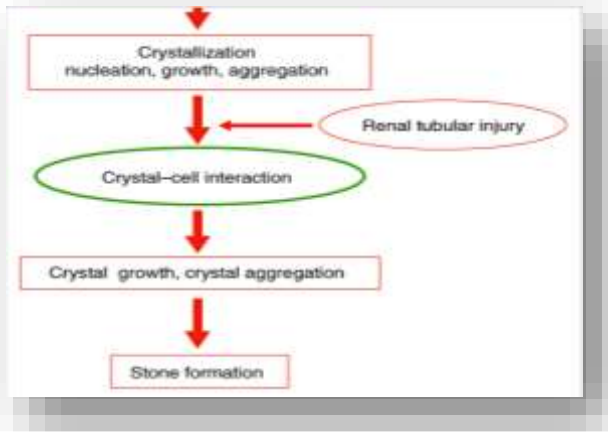 Crystallization
nucleation, growth, aggregation
Renal tubular injury
Crystal–cell interaction
Crystal growth, crystal aggregation
Stone formation